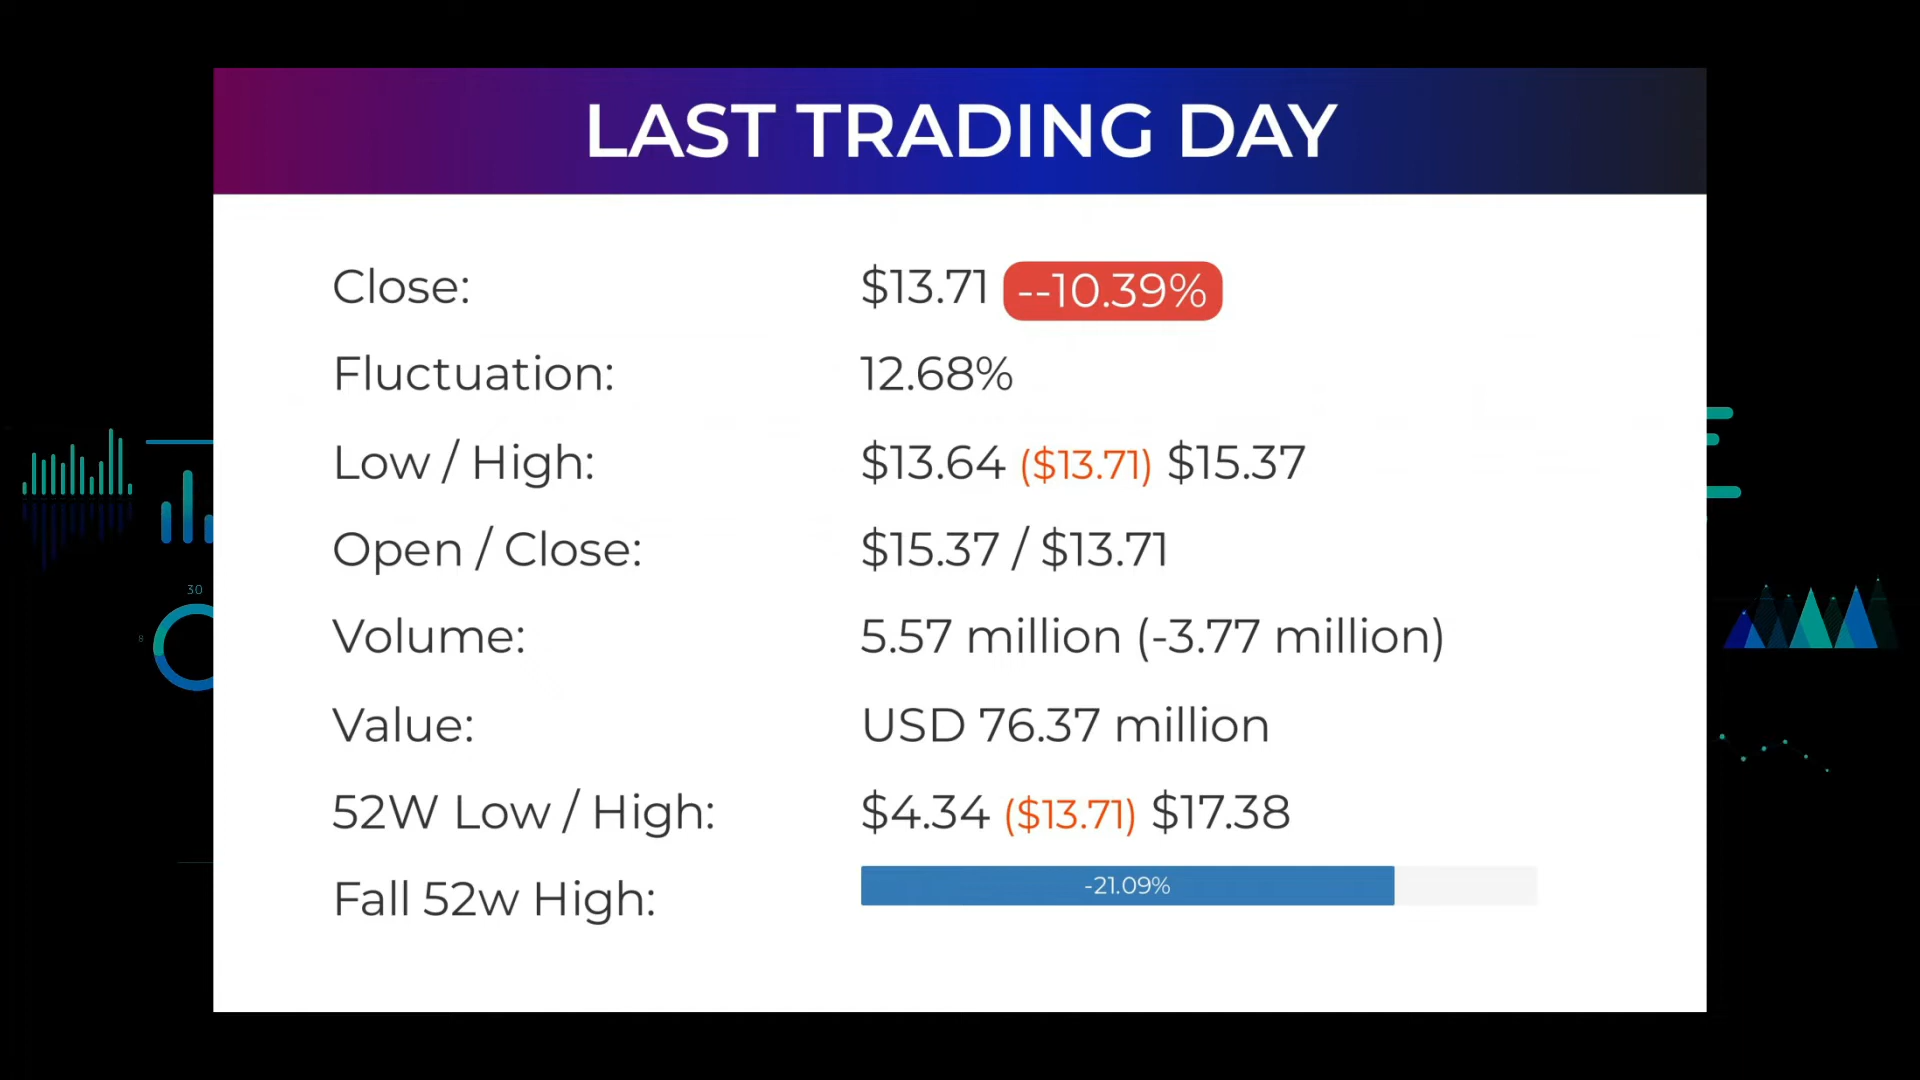 LAST TRADING DAY
Close: $13.71 --10.39%
Fluctuation: 12.68%
Low / High: $13.64 ($13.71) $15.37
Open / Close: $15.37 / $13.71
Volume: 5.57 million (-3.77 million)
Value: USD 76.37 million
52W Low / High: $4.34 ($13.71) $17.38
Fall 52w High: -21.09%
30
8